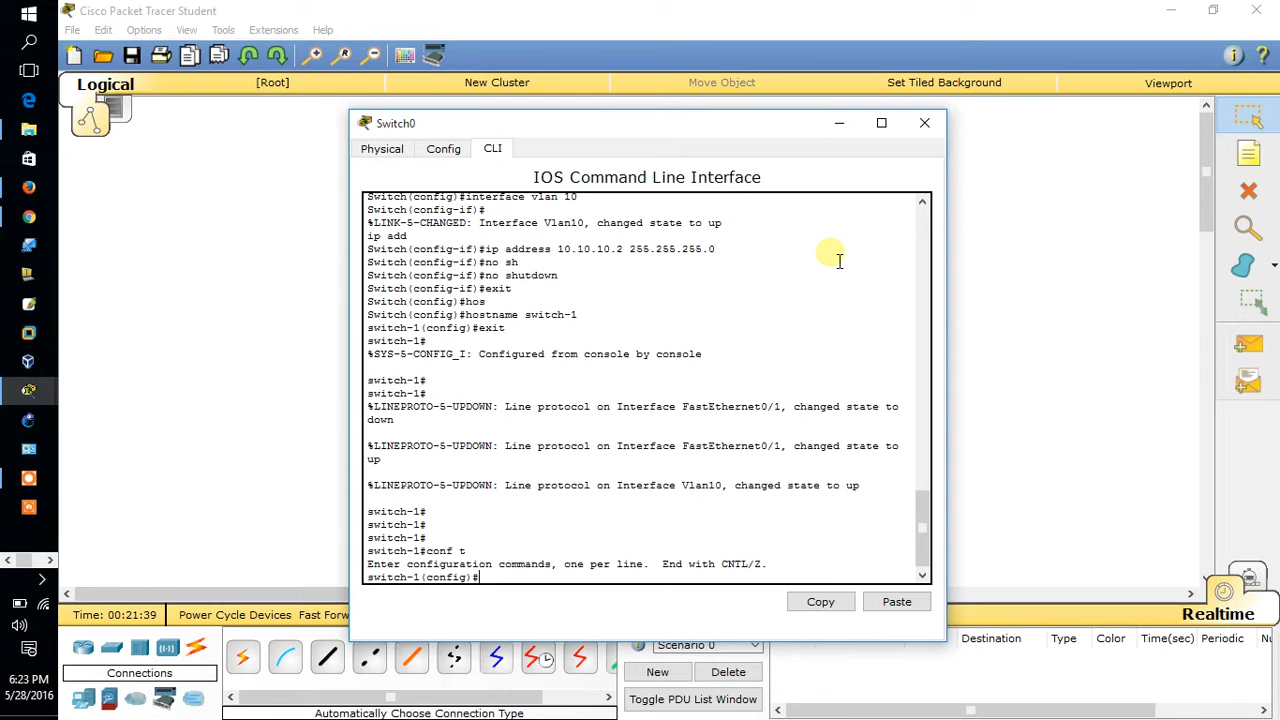 Cisco Packet Tracer Student
File Edit Options View Tools Extensions Help
Logical [Root] New Cluster Move Object Set Tiled Background Viewport
Switch0
Physical Config CLI
IOS Command Line Interface
Switch(config)#interface vlan 10
Switch(config-if)#
%LINK-5-CHANGED: Interface Vlan10, changed state to up
ip add
Switch(config-if)#ip address 10.10.10.2 255.255.255.0
Switch(config-if)#no sh
Switch(config-if)#no shutdown
Switch(config-if)#exit
Switch(config)#hos
Switch(config)#hostname switch-1
switch-1(config)#exit
switch-1#
%SYS-5-CONFIG_I: Configured from console by console
switch-1#
switch-1#
%LINEPROTO-5-UPDOWN: Line protocol on Interface FastEthernet0/1, changed state to
down
%LINEPROTO-5-UPDOWN: Line protocol on Interface FastEthernet0/1, changed state to
up
%LINEPROTO-5-UPDOWN: Line protocol on Interface Vlan10, changed state to up
switch-1#
switch-1#
switch-1#
switch-1#conf t
Enter configuration commands, one per line. End with CNTL/Z.
switch-1(config)#
Copy Paste
Time: 00:21:39 Power Cycle Devices Fast Forw
Realtime
Scenario 0
Destination Type Color Time(sec) Periodic
Connections
New Delete
Toggle PDU List Window
Automatically Choose Connection Type
6:23 PM
5/28/2016